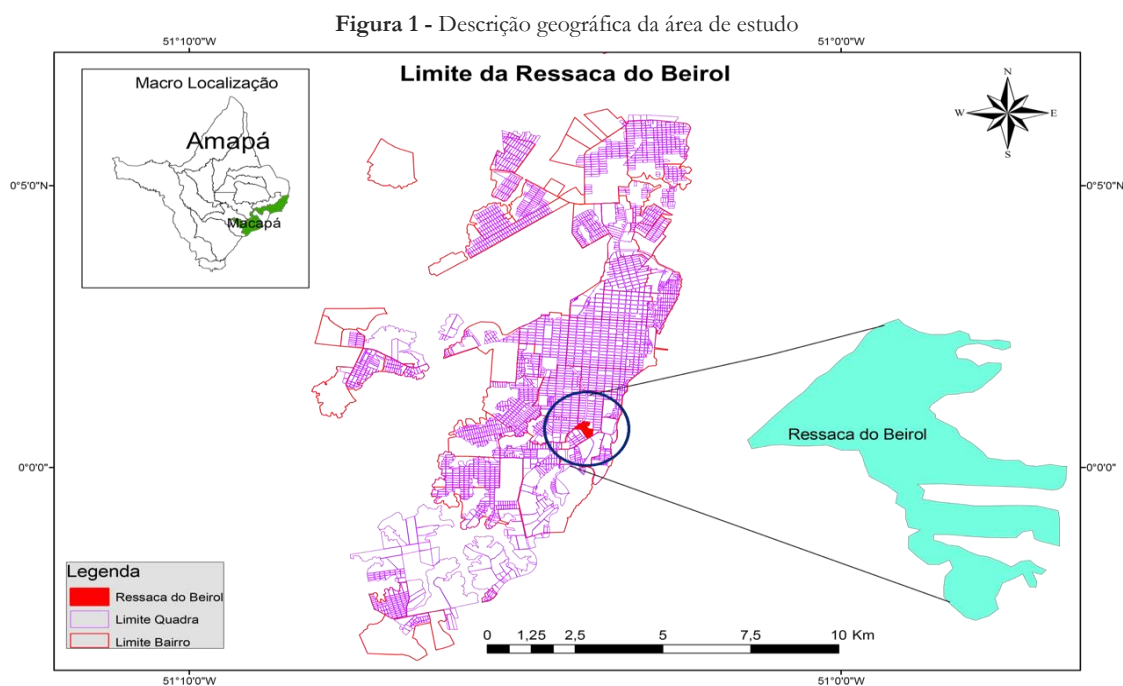 Figura 1 - Descrição geográfica da área de estudo
51°10'0"W
51°0'0"W
Limite da Ressaca do Beirol
Macro Localização
Amapá
Macapá
N
W
E
S
0°5'0"N
0°5'0"N
Ressaca do Beirol
0°0'0"
0°0'0"
Legenda
Ressaca do Beirol
Limite Quadra
Limite Bairro
0 1,25 2,5 5 7,5 10 Km
51°10'0"W
51°0'0"W